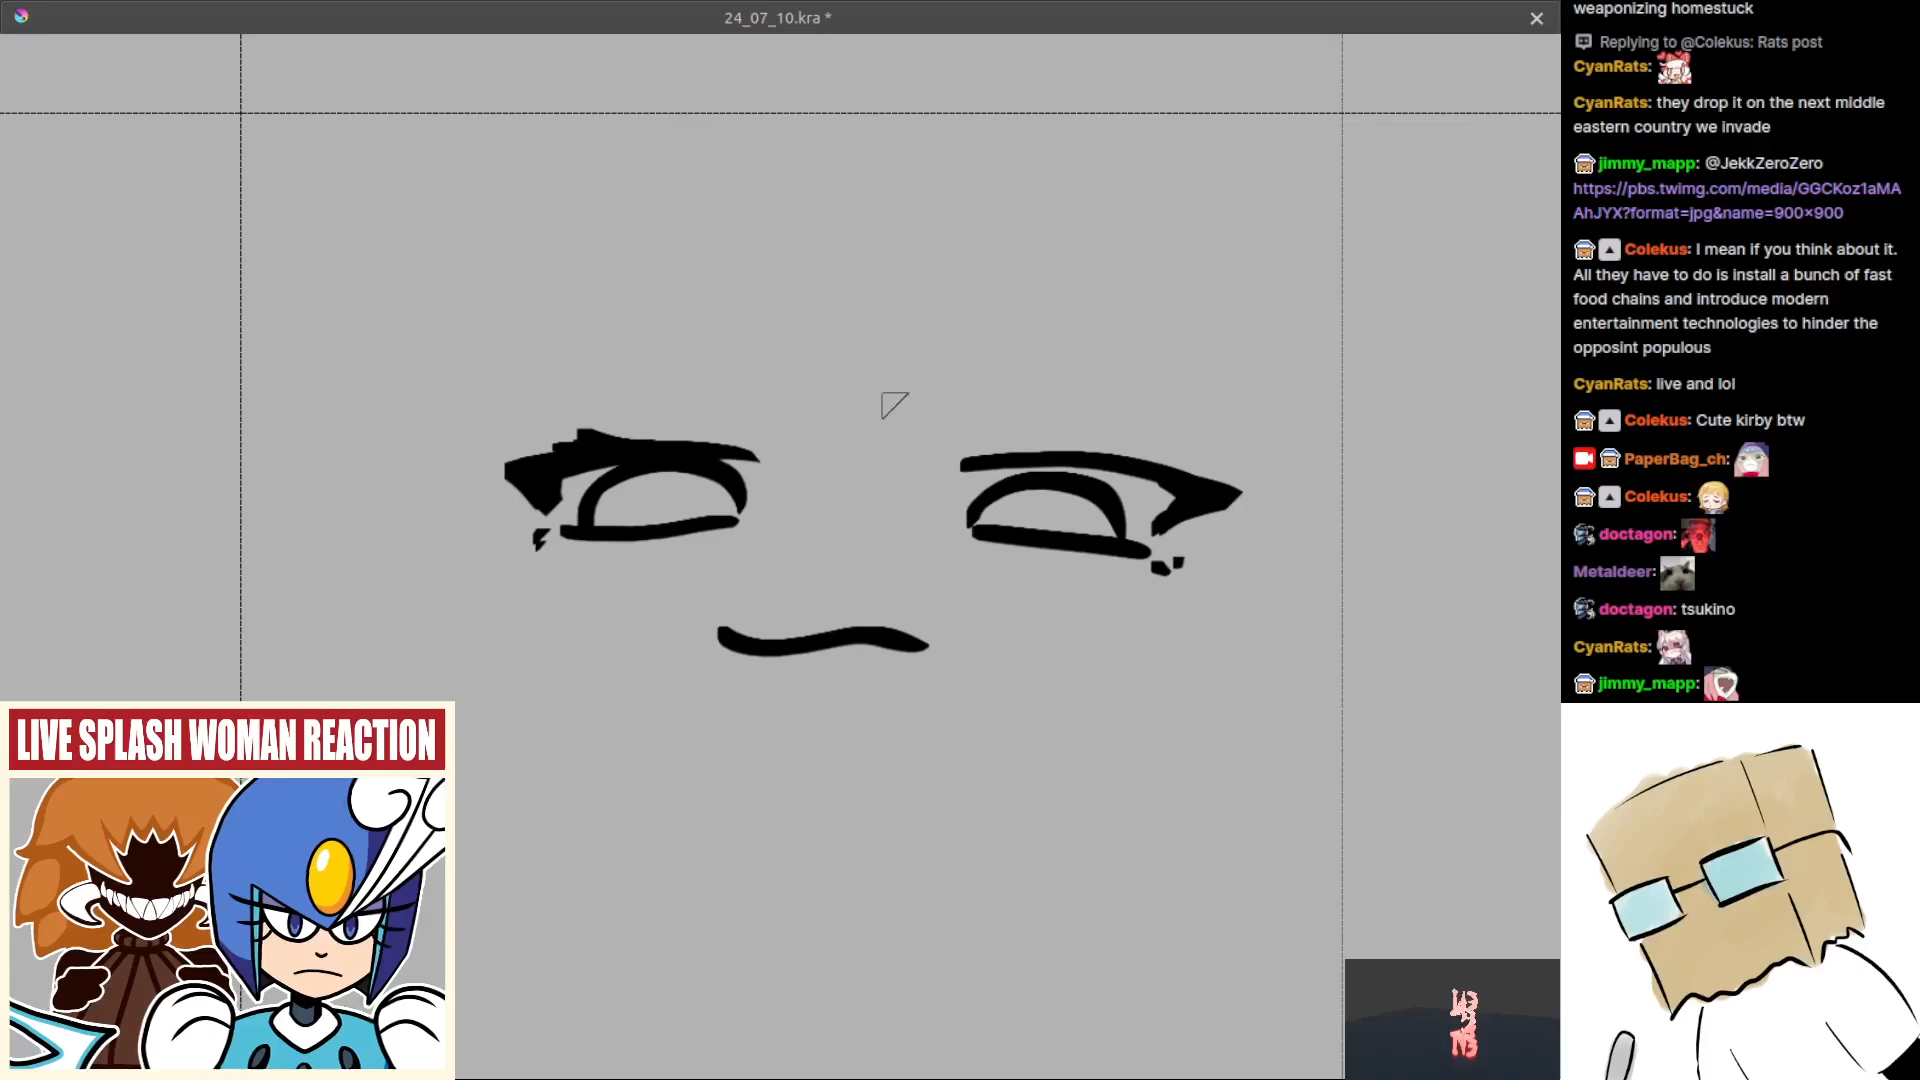 24_07_10.kra *
weaponizing homestuck
Replying to @Colekus: Rats post
CyanRats:
CyanRats: they drop it on the next middle
eastern country we invade
jimmy_mapp: @JekkZeroZero
https://pbs.twimg.com/media/GGCKoz1aMA
AhJYX?format=jpg&name=900×900
Colekus: I mean if you think about it.
All they have to do is install a bunch of fast
food chains and introduce modern
entertainment technologies to hinder the
opposint populous
CyanRats: live and lol
Colekus: Cute kirby btw
PaperBag_ch:
Colekus:
doctagon:
Metaldeer:
doctagon: tsukino
CyanRats:
jimmy_mapp:
LIVE SPLASH WOMAN REACTION